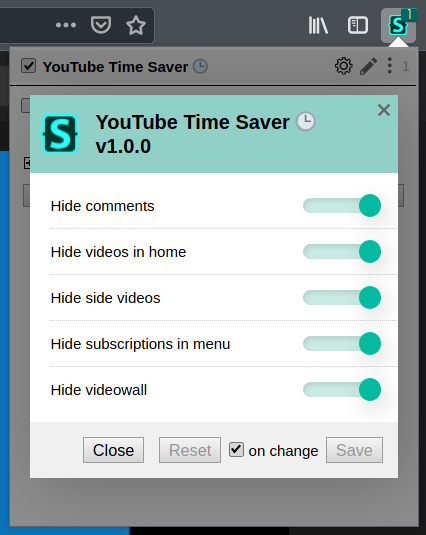 1
YouTube Time Saver 🕒
1
S
YouTube Time Saver 🕒
v1.0.0
Hide comments
Hide videos in home
Hide side videos
Hide subscriptions in menu
Hide videowall
Close Reset on change Save